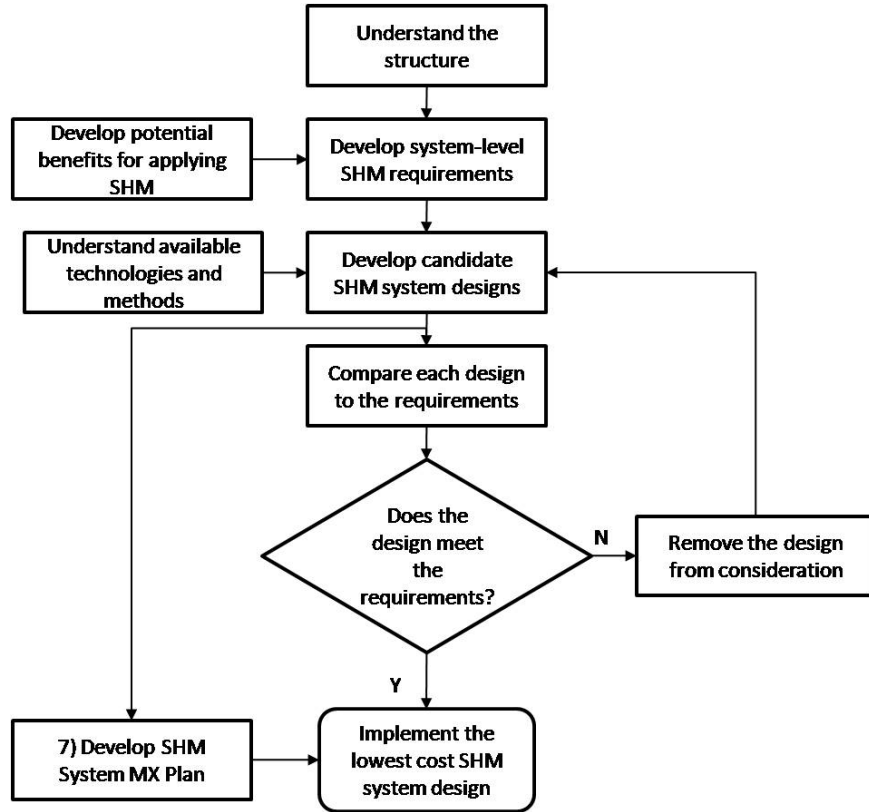 Understand the
structure
Develop potential
benefits for applying
SHM
Develop system-level
SHM requirements
Understand available
technologies and
methods
Develop candidate
SHM system designs
Compare each design
to the requirements
Does the
design meet
the
requirements?
N
Remove the design
from consideration
Y
7) Develop SHM
System MX Plan
Implement the
lowest cost SHM
system design